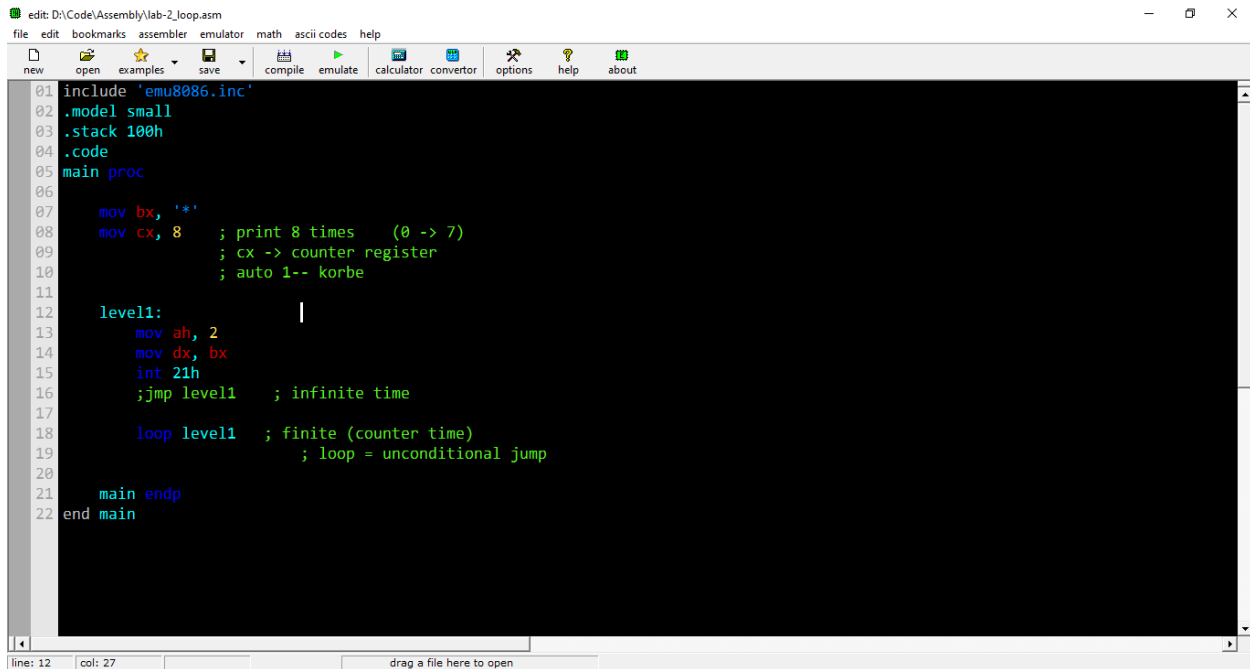 edit: D:\Code\Assembly\lab-2_loop.asm
file edit bookmarks assembler emulator math ascii codes help
new open examples save compile emulate calculator convertor options help about
01 include 'emu8086.inc'
02 .model small
03 .stack 100h
04 .code
05 main proc
06
07 mov bx, '*'
08 mov cx, 8 ; print 8 times (0 -> 7)
09 ; cx -> counter register
10 ; auto 1-- korbe
11
12 level1:
13 mov ah, 2
14 mov dx, bx
15 int 21h
16 ;jmp level1 ; infinite time
17
18 loop level1 ; finite (counter time)
19 ; loop = unconditional jump
20
21 main endp
22 end main
line: 12 col: 27 drag a file here to open